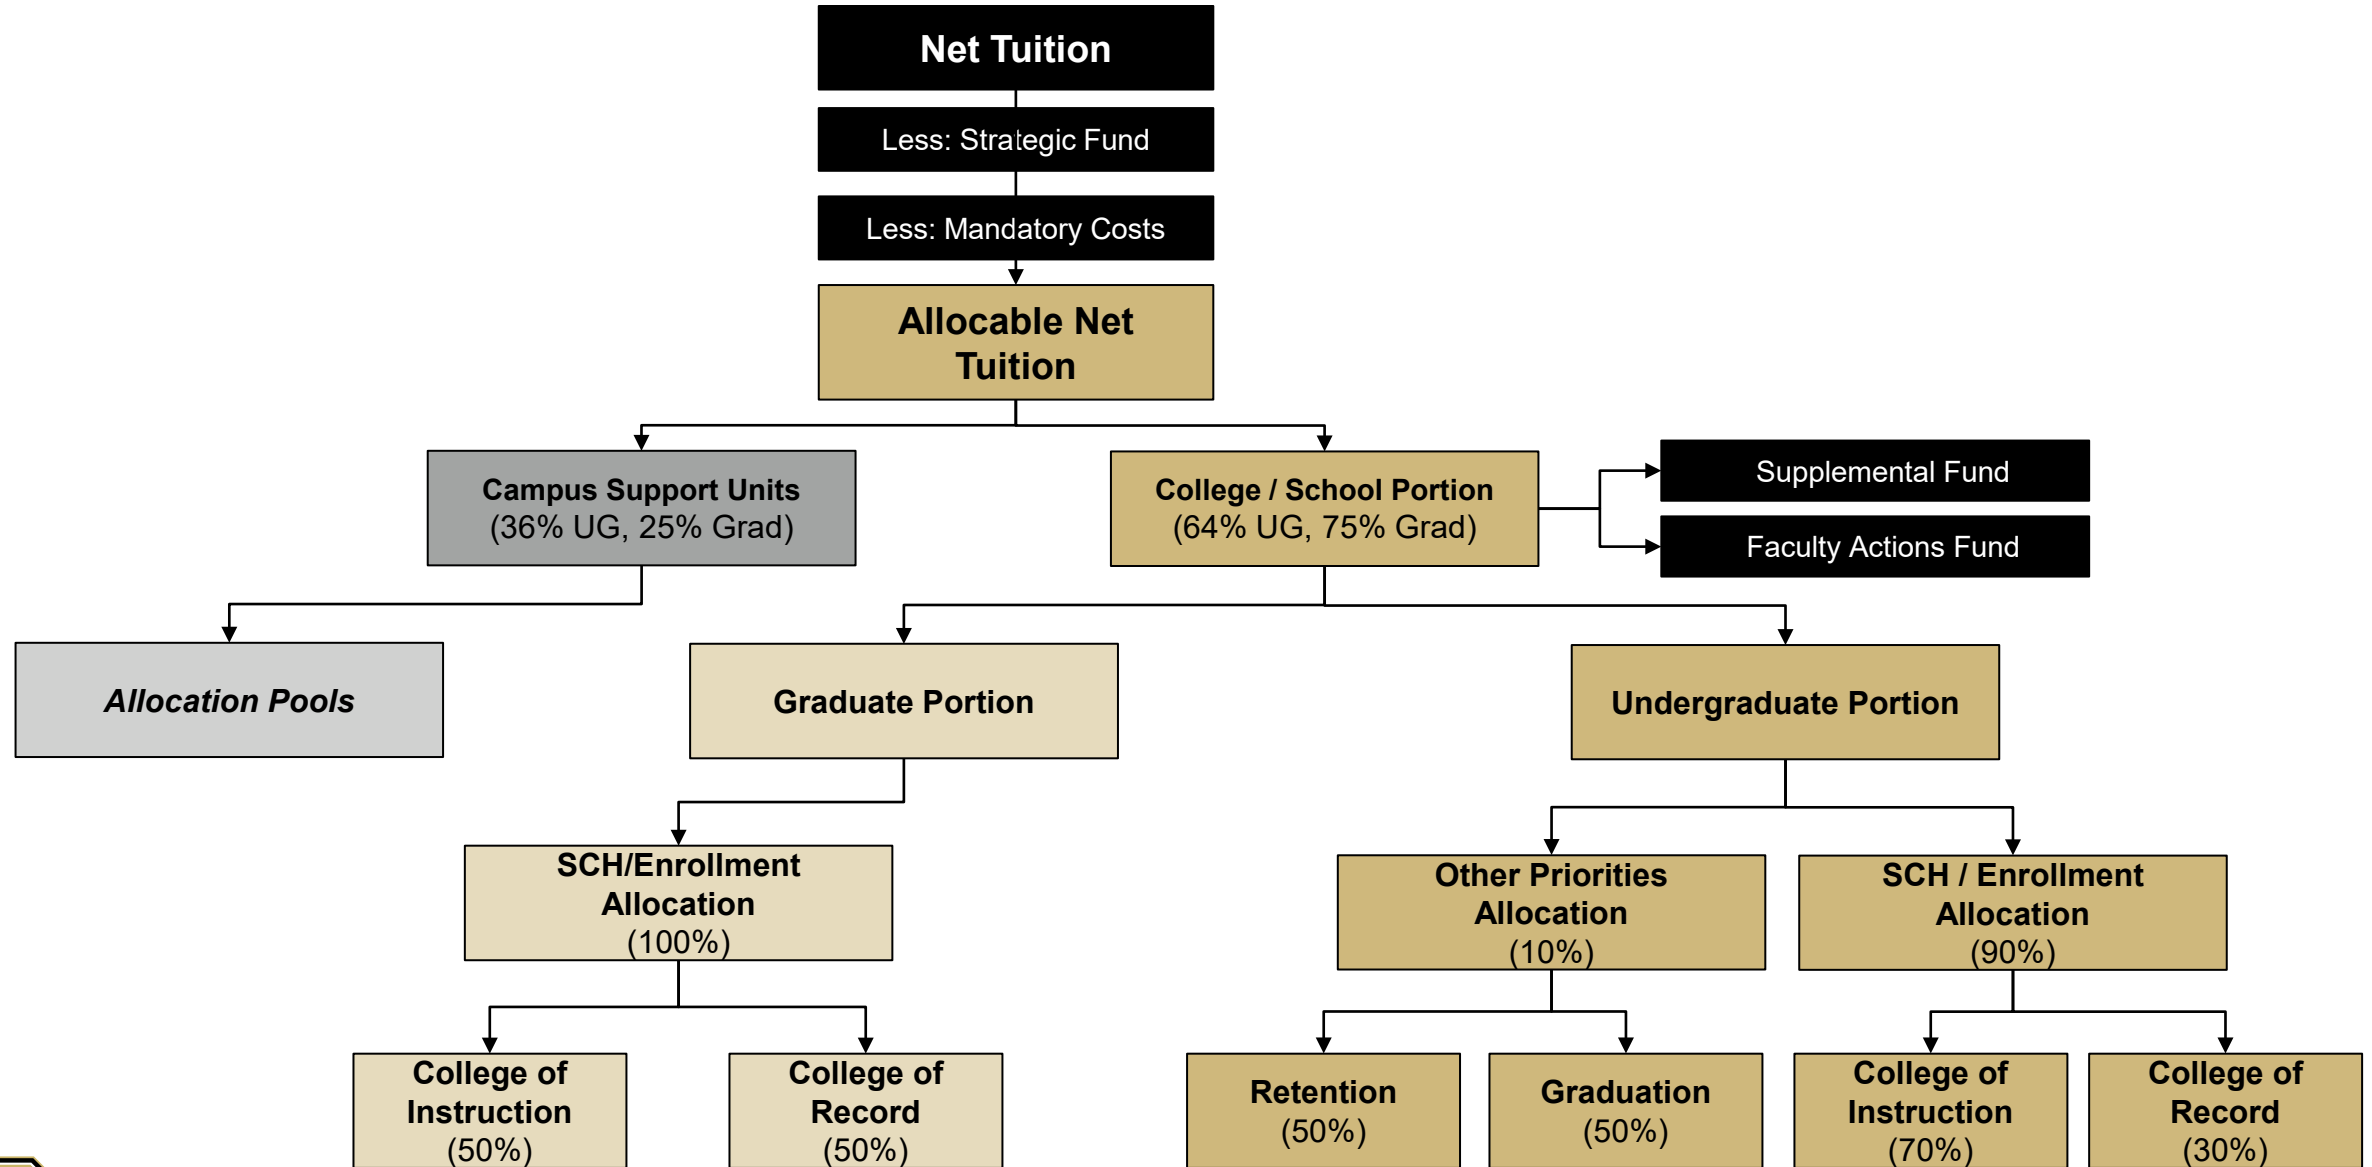 Net Tuition
Less: Strategic Fund
Less: Mandatory Costs
Allocable Net
Tuition
Campus Support Units
(36% UG, 25% Grad)
College / School Portion
(64% UG, 75% Grad)
Supplemental Fund
Faculty Actions Fund
Allocation Pools
Graduate Portion
Undergraduate Portion
SCH/Enrollment
Allocation
(100%)
Other Priorities
Allocation
(10%)
SCH / Enrollment
Allocation
(90%)
College of
Instruction
(50%)
College of
Record
(50%)
Retention
(50%)
Graduation
(50%)
College of
Instruction
(70%)
College of
Record
(30%)